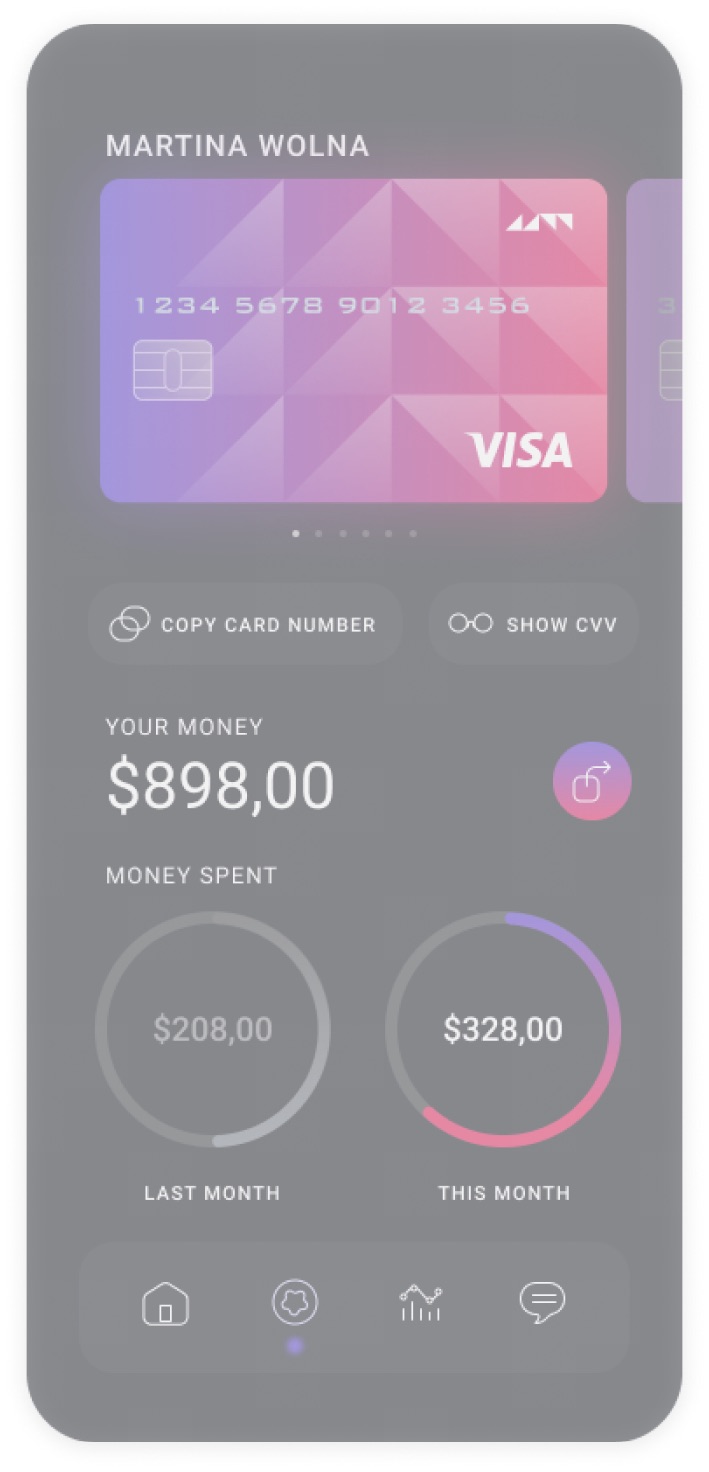 MARTINA WOLNA
1234 5678 9012 3456
3
VISA
COPY CARD NUMBER
SHOW CVV
YOUR MONEY
$898,00
MONEY SPENT
$208,00
$328,00
LAST MONTH
THIS MONTH